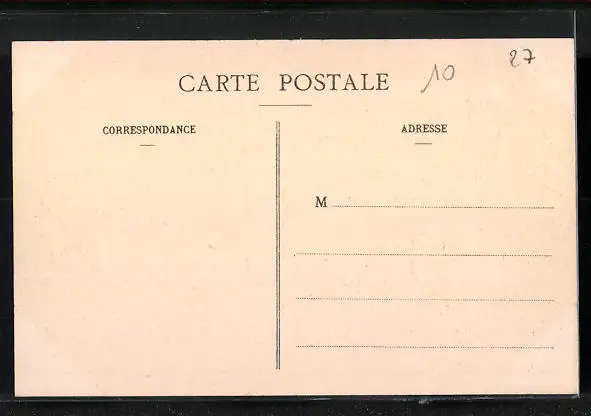 27
CARTE POSTALE 10
CORRESPONDANCE
ADRESSE
M